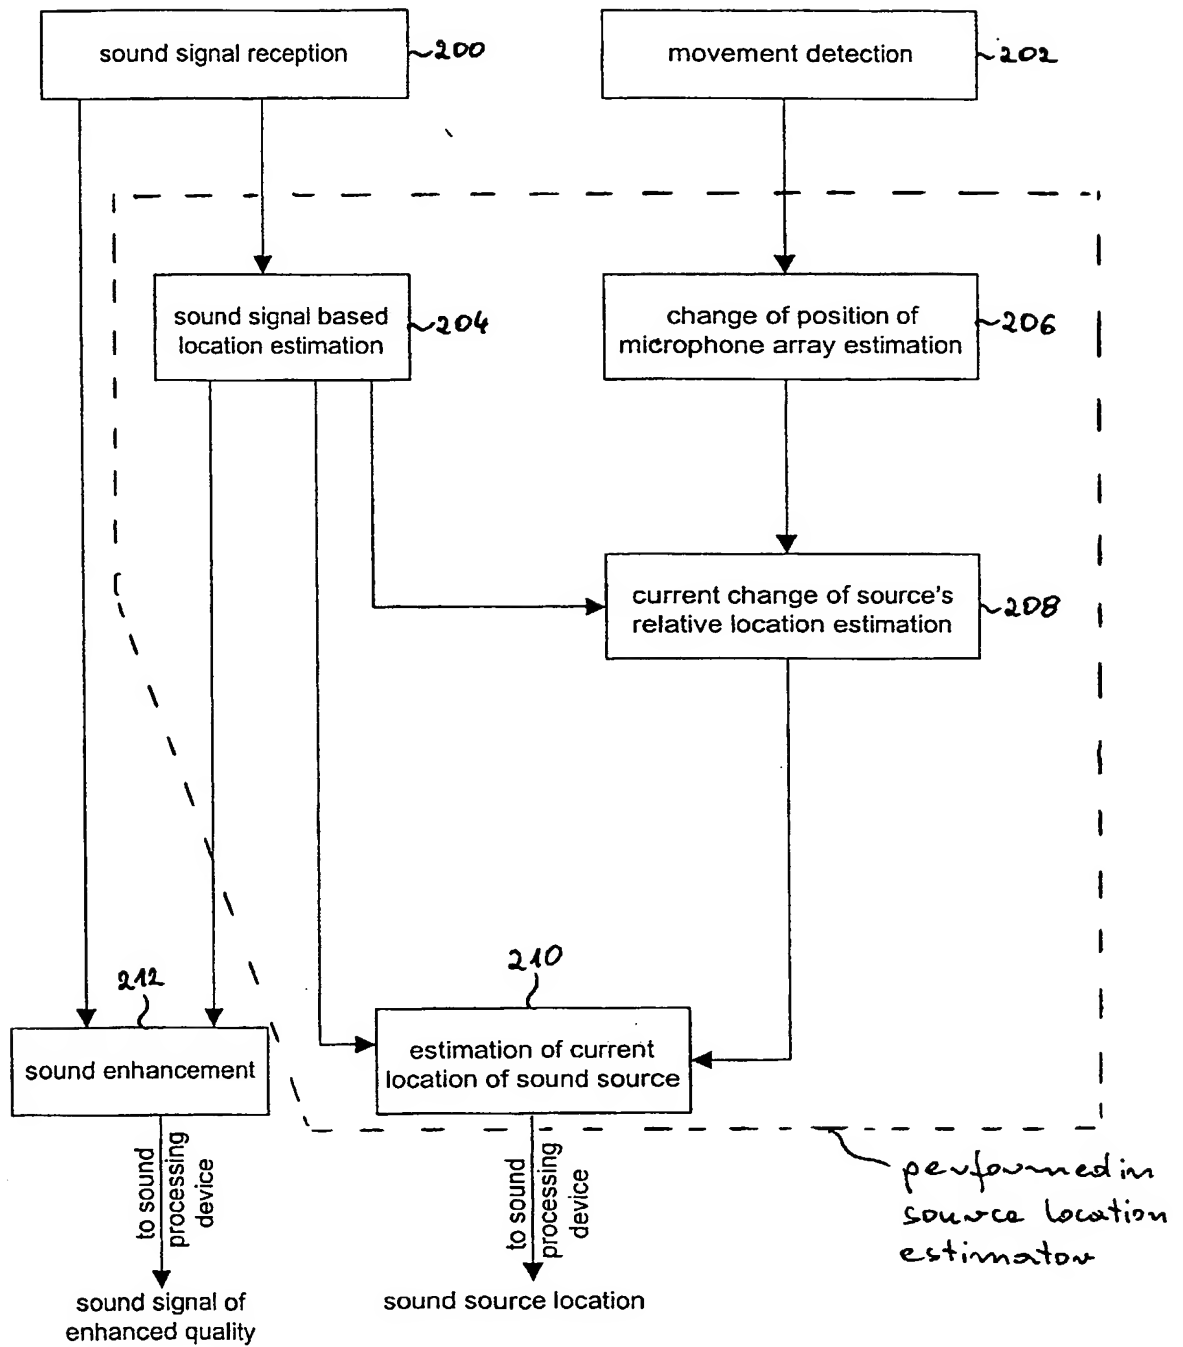 sound signal reception
200
movement detection
202
sound signal based
location estimation
204
change of position of
microphone array estimation
206
current change of source's
relative location estimation
208
212
sound enhancement
210
estimation of current
location of sound source
to sound
processing
device
to sound
processing
device
performed in
source location
estimator
sound signal of
enhanced quality
sound source location